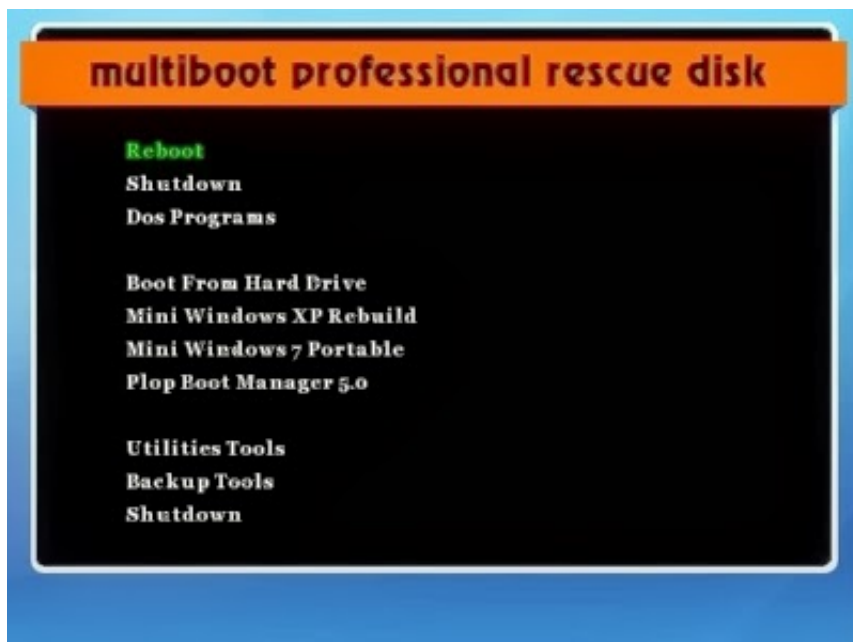 multiboot professional rescue disk
Reboot
Shutdown
Dos Programs
Boot From Hard Drive
Mini Windows XP Rebuild
Mini Windows 7 Portable
Plop Boot Manager 5.0
Utilities Tools
Backup Tools
Shutdown